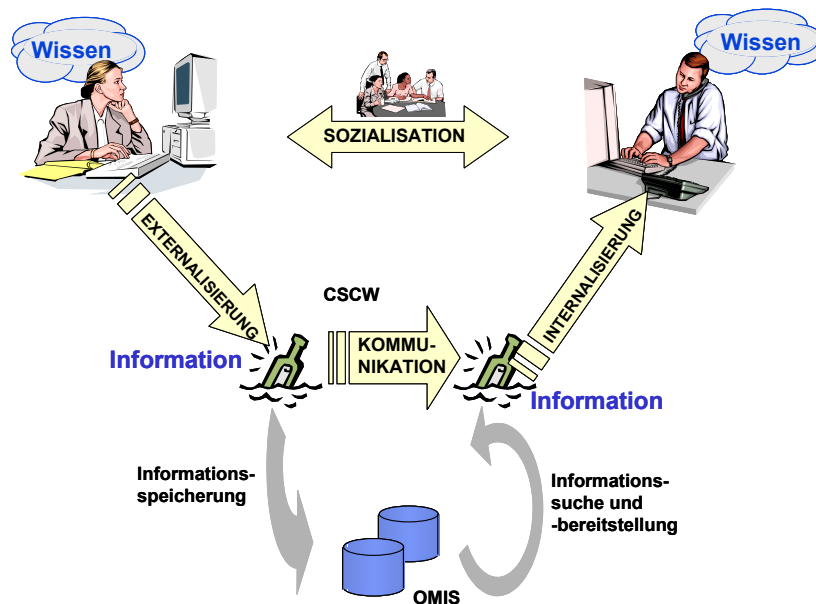 Wissen
Wissen
SOZIALISATION
EXTERNALISIERUNG
INTERNALISIERUNG
CSCW
KOMMU-
NIKATION
Information
Information
Informations-
speicherung
Informations-
suche und
-bereitstellung
OMIS